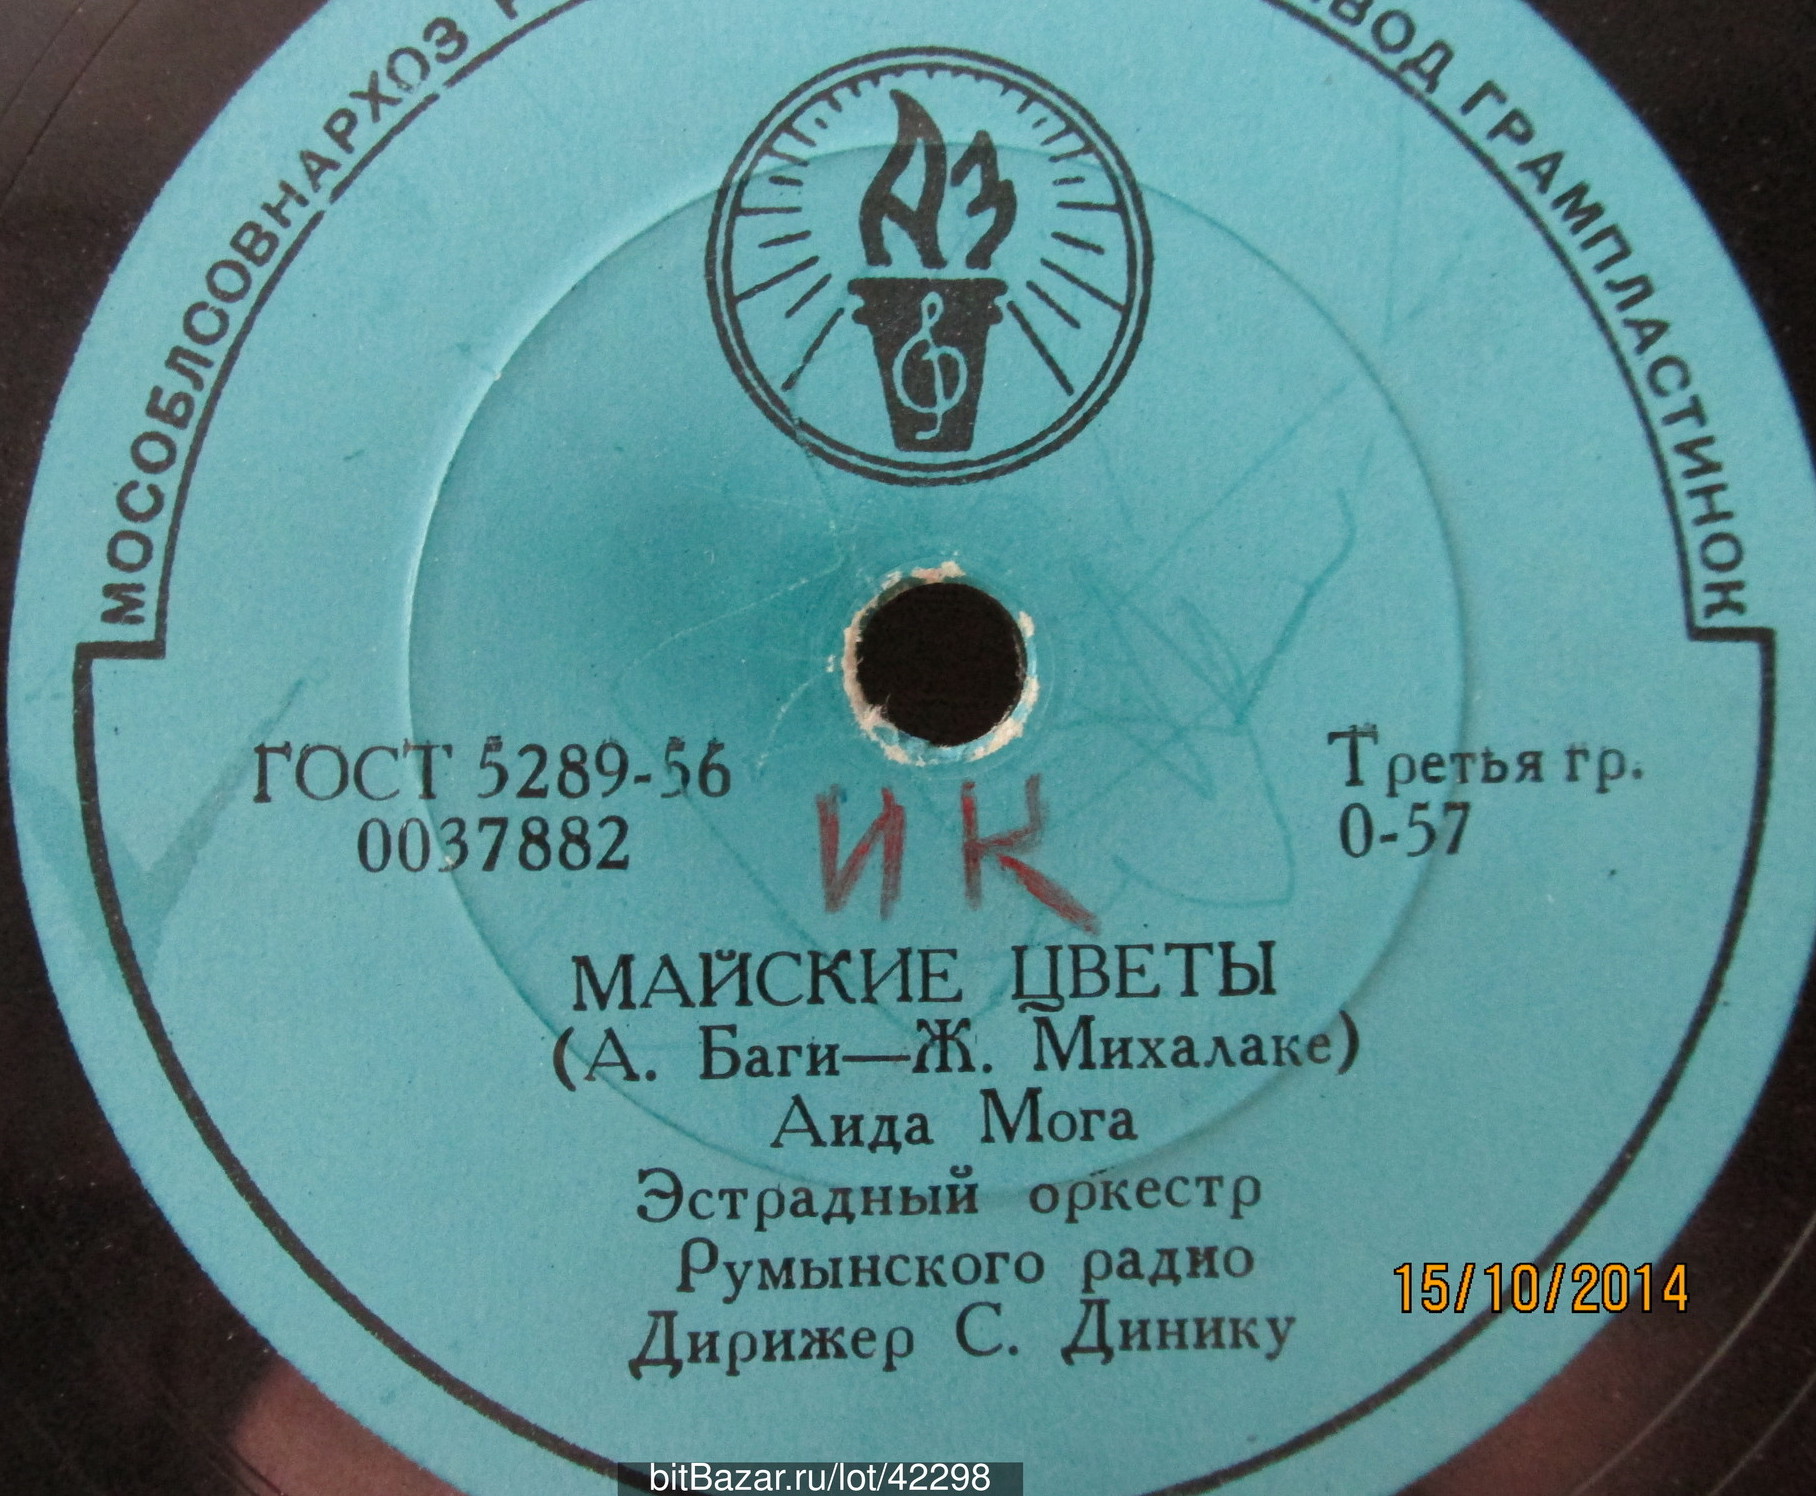 МОСОБЛСОВНАРХОЗ
ГРАМПЛАСТИНОК
АЗ
ГОСТ 5289-56
0037882
Третья гр.
0-57
ИК
МАЙСКИЕ ЦВЕТЫ
(А. Баги—Ж. Михалаке)
Аида Мога
Эстрадный оркестр
Румынского радио
Дирижер С. Динику
15/10/2014
bitBazar.ru/lot/42298